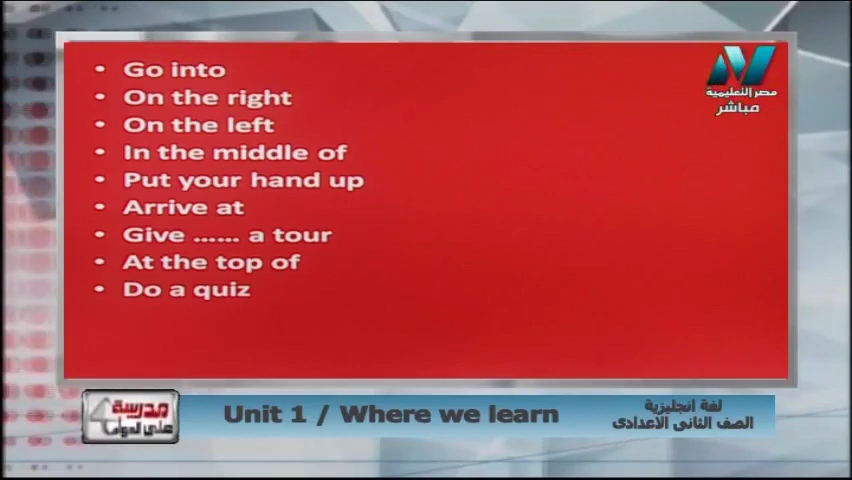 • Go into
• On the right
• On the left
• In the middle of
• Put your hand up
• Arrive at
• Give ...... a tour
• At the top of
• Do a quiz
مصر التعليمية
مباشر
مدرسة
على الهواء
Unit 1 / Where we learn
لغة انجليزية
الصف الثانى الاعدادى